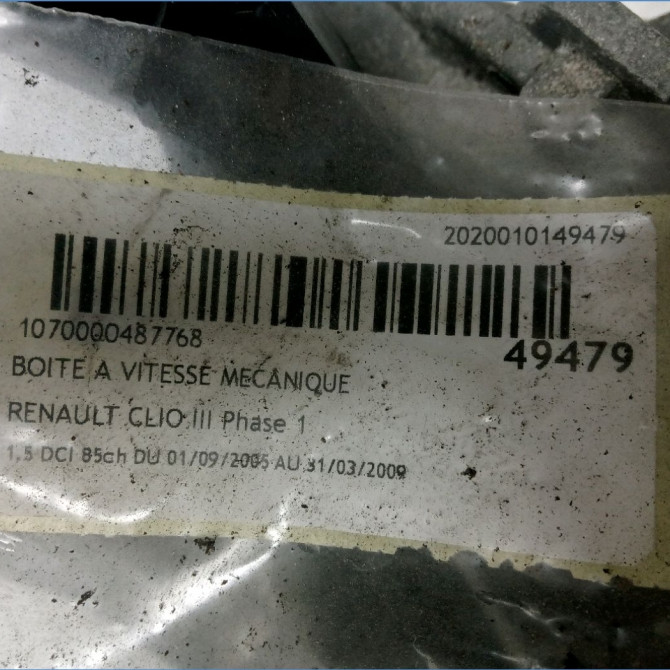 2020010149479
1070000487768
49479
BOITE A VITESSE MECANIQUE
RENAULT CLIO III Phase 1
1,5 DCI 85ch DU 01/09/2005 AU 31/03/2009